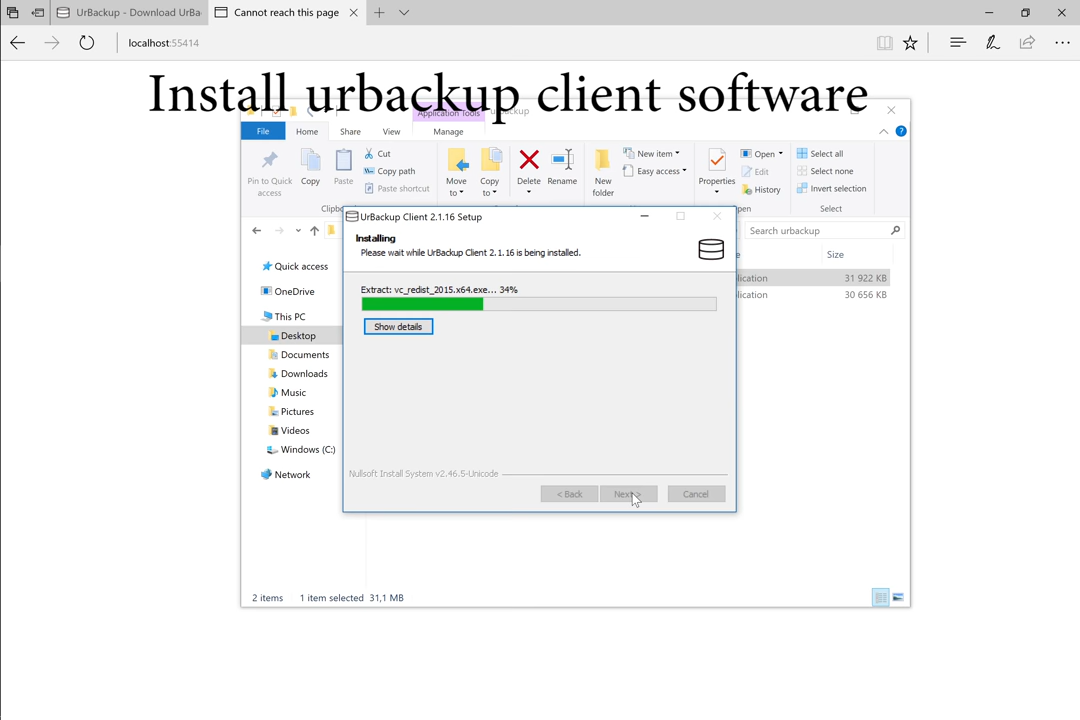 UrBackup - Download UrBa
Cannot reach this page
localhost:55414
Install urbackup client software
Application Tools
urbackup
File
Home
Share
View
Manage
Pin to Quick
access
Copy
Paste
Cut
Copy path
Paste shortcut
Move
to
Copy
to
Delete
Rename
New
folder
New item
Easy access
Properties
Open
Edit
History
Select all
Select none
Invert selection
Select
Search urbackup
Size
31 922 KB
30 656 KB
Quick access
OneDrive
This PC
Desktop
Documents
Downloads
Music
Pictures
Videos
Windows (C:)
Network
UrBackup Client 2.1.16 Setup
Installing
Please wait while UrBackup Client 2.1.16 is being installed.
Extract: vc_redist_2015.x64.exe... 34%
Show details
Nullsoft Install System v2.46.5-Unicode
< Back
Next >
Cancel
2 items
1 item selected
31,1 MB